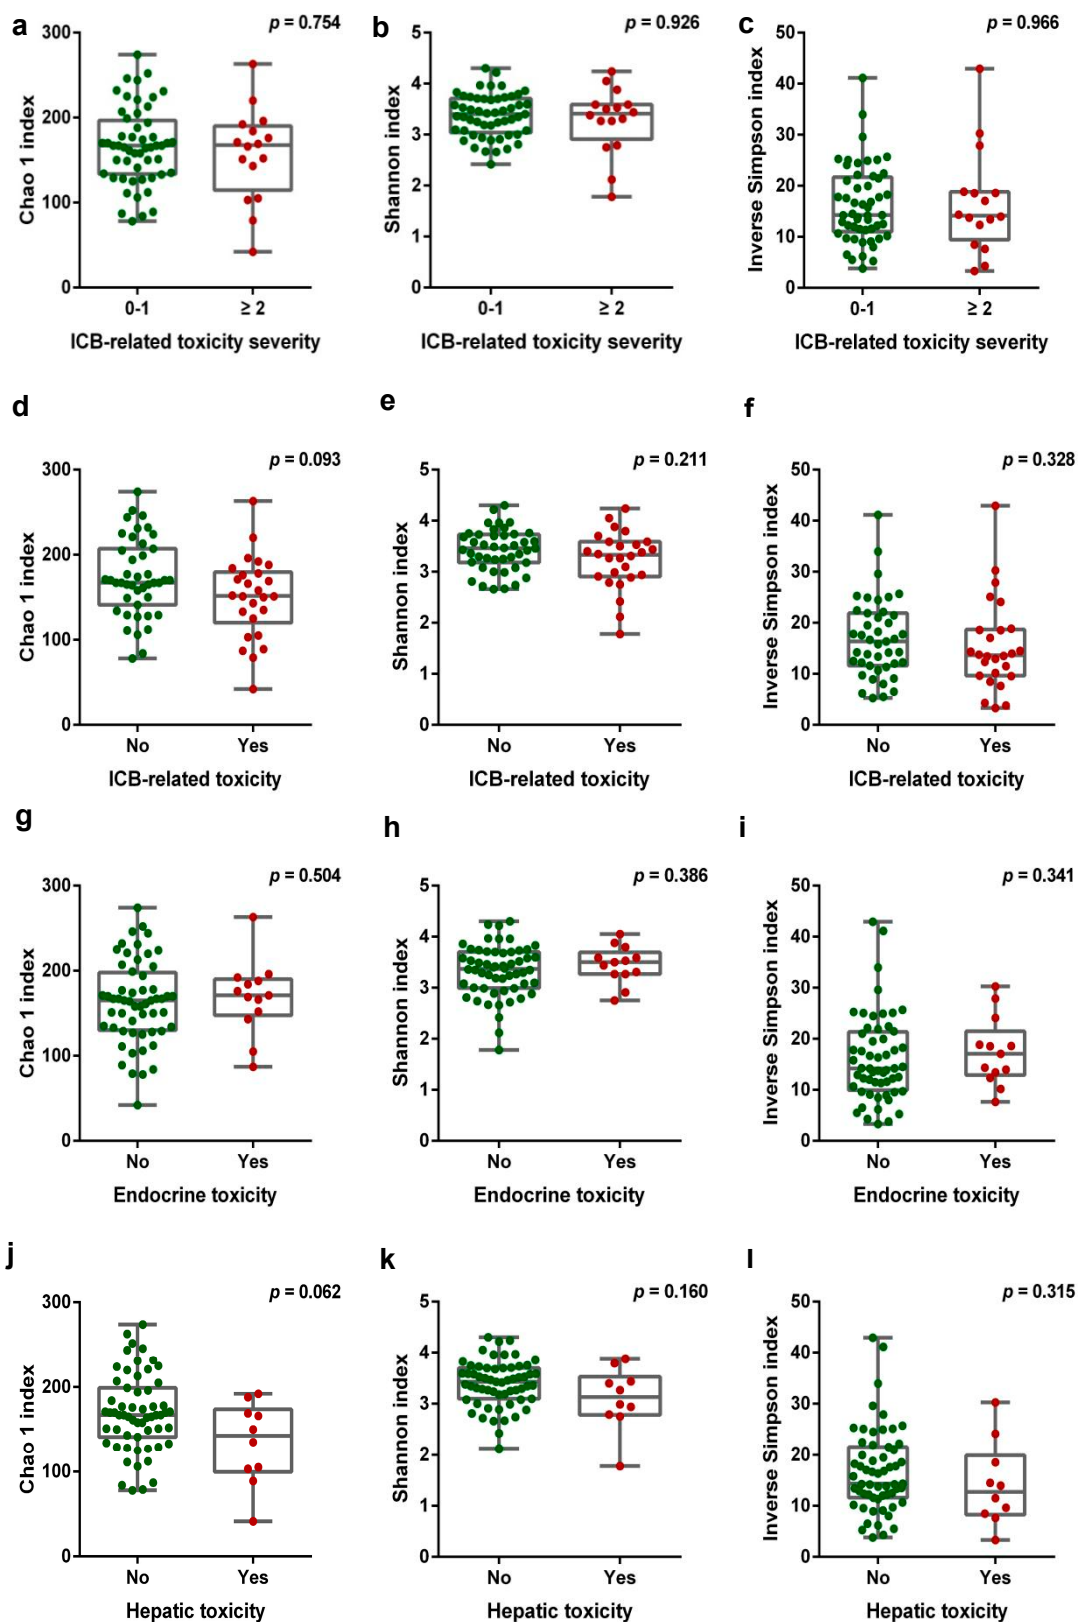 a
p = 0.754
Chao 1 index
300
200
100
0
0-1
≥ 2
ICB-related toxicity severity
b
p = 0.926
Shannon index
5
4
3
2
1
0
0-1
≥ 2
ICB-related toxicity severity
c
p = 0.966
Inverse Simpson index
50
40
30
20
10
0
0-1
≥ 2
ICB-related toxicity severity
d
p = 0.093
Chao 1 index
300
200
100
0
No
Yes
ICB-related toxicity
e
p = 0.211
Shannon index
5
4
3
2
1
0
No
Yes
ICB-related toxicity
f
p = 0.328
Inverse Simpson index
50
40
30
20
10
0
No
Yes
ICB-related toxicity
g
p = 0.504
Chao 1 index
300
200
100
0
No
Yes
Endocrine toxicity
h
p = 0.386
Shannon index
5
4
3
2
1
0
No
Yes
Endocrine toxicity
i
p = 0.341
Inverse Simpson index
50
40
30
20
10
0
No
Yes
Endocrine toxicity
j
p = 0.062
Chao 1 index
300
200
100
0
No
Yes
Hepatic toxicity
k
p = 0.160
Shannon index
5
4
3
2
1
0
No
Yes
Hepatic toxicity
l
p = 0.315
Inverse Simpson index
50
40
30
20
10
0
No
Yes
Hepatic toxicity